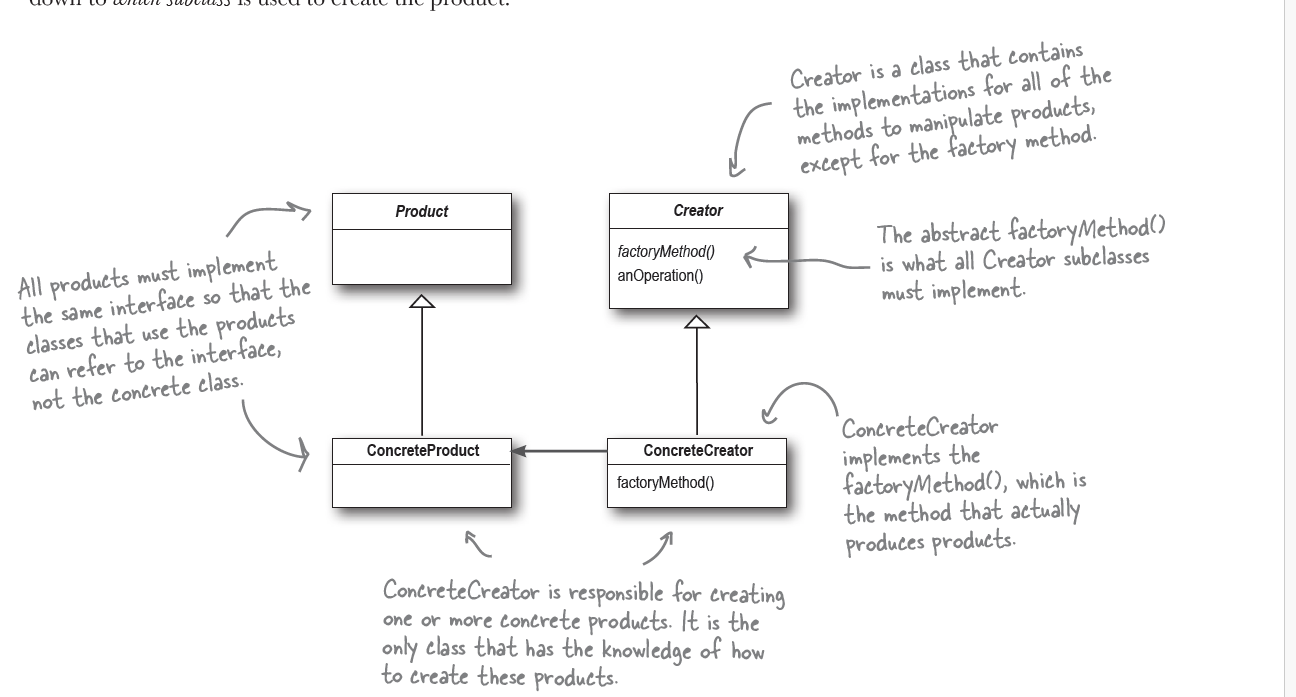 down to which subclass is used to create the product.
Creator is a class that contains
the implementations for all of the
methods to manipulate products,
except for the factory method.
Product
Creator
factoryMethod()
anOperation()
The abstract factoryMethod()
is what all Creator subclasses
must implement.
All products must implement
the same interface so that the
classes that use the products
can refer to the interface,
not the concrete class.
ConcreteProduct
ConcreteCreator
factoryMethod()
ConcreteCreator
implements the
factoryMethod(), which is
the method that actually
produces products.
ConcreteCreator is responsible for creating
one or more concrete products. It is the
only class that has the knowledge of how
to create these products.